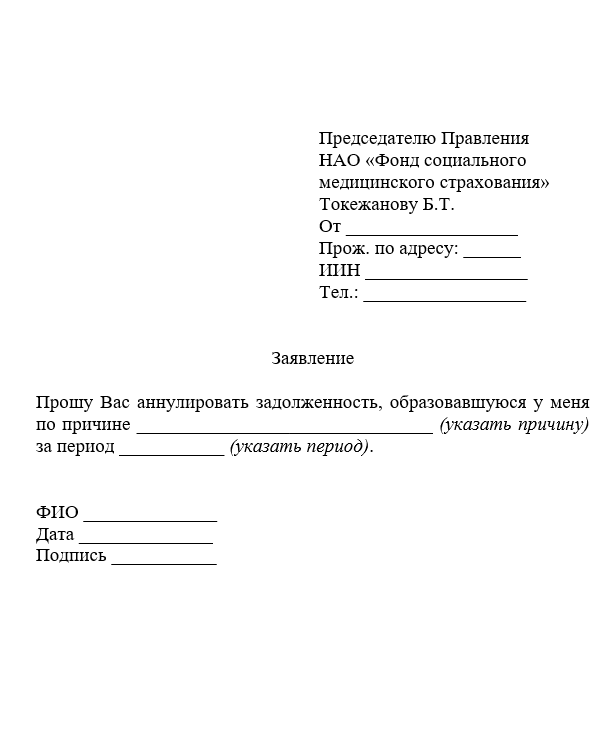 Председателю Правления
НАО «Фонд социального
медицинского страхования»
Токежанову Б.Т.
От __________________
Прож. по адресу: ______
ИИН _________________
Тел.: _________________
Заявление
Прошу Вас аннулировать задолженность, образовавшуюся у меня
по причине _______________________________ (указать причину)
за период ___________ (указать период).
ФИО ______________
Дата ______________
Подпись ___________